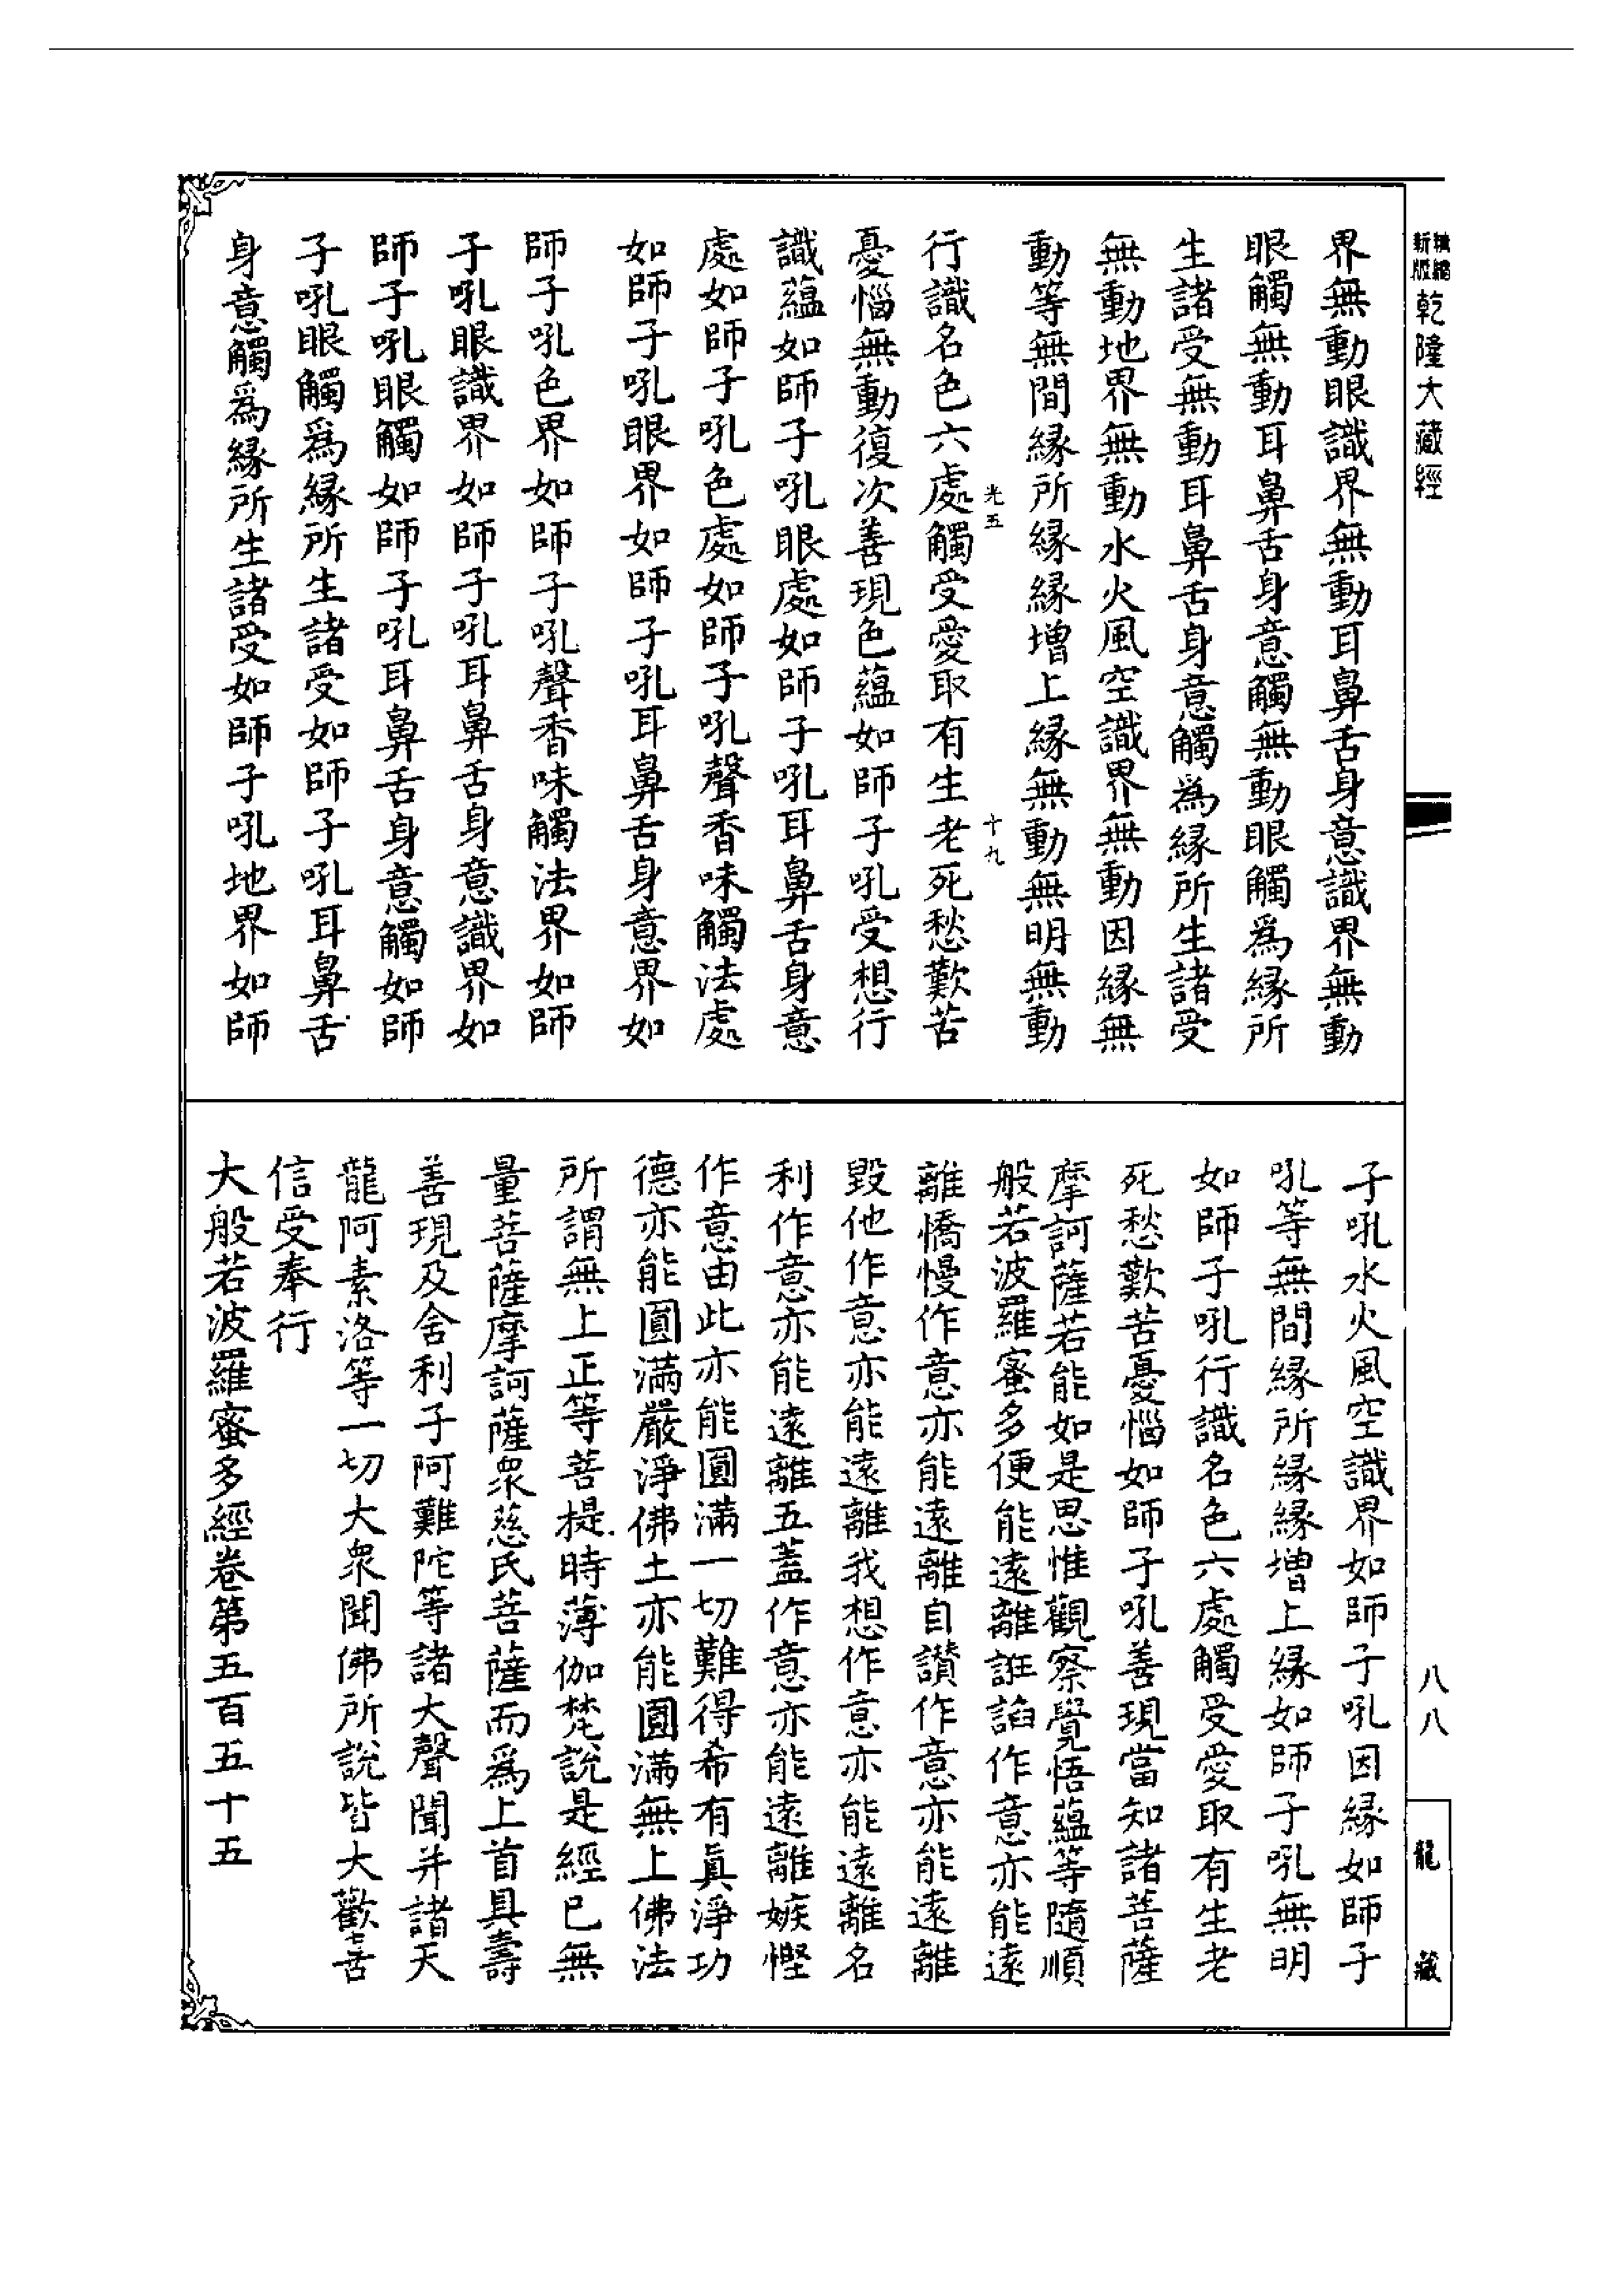 精縮新版乾隆大藏經
界無動眼識界無動耳鼻舌身意識界無動
眼觸無動耳鼻舌身意觸無動眼觸爲緣所
生諸受無動耳鼻舌身意觸爲緣所生諸受
無動地界無動水火風空識界無動因緣無
動等無間緣所緣緣增上緣無動無明無動
光五 十九
行識名色六處觸受愛取有生老死愁歎苦
憂惱無動復次善現色蘊如師子吼受想行
識蘊如師子吼眼處如師子吼耳鼻舌身意
處如師子吼色處如師子吼聲香味觸法處
如師子吼眼界如師子吼耳鼻舌身意界如
師子吼色界如師子吼聲香味觸法界如師
子吼眼識界如師子吼耳鼻舌身意識界如
師子吼眼觸如師子吼耳鼻舌身意觸如師
子吼眼觸爲緣所生諸受如師子吼耳鼻舌
身意觸爲緣所生諸受如師子吼地界如師
子吼水火風空識界如師子吼因緣如師子
吼等無間緣所緣緣增上緣如師子吼無明
如師子吼行識名色六處觸受愛取有生老
死愁歎苦憂惱如師子吼善現當知諸菩薩
摩訶薩若能如是思惟觀察覺悟蘊等隨順
般若波羅蜜多便能遠離誑諂作意亦能遠
離憍慢作意亦能遠離自讚作意亦能遠離
毀他作意亦能遠離我想作意亦能遠離名
利作意亦能遠離五蓋作意亦能遠離嫉慳
作意由此亦能圓滿一切難得希有眞淨功
德亦能圓滿嚴淨佛土亦能圓滿無上佛法
所謂無上正等菩提時薄伽梵說是經已無
量菩薩摩訶薩眾慈氏菩薩而爲上首具壽
善現及舍利子阿難陀等諸大聲聞并諸天
龍阿素洛等一切大眾聞佛所說皆大歡喜
信受奉行
大般若波羅蜜多經卷第五百五十五
八八
龍藏